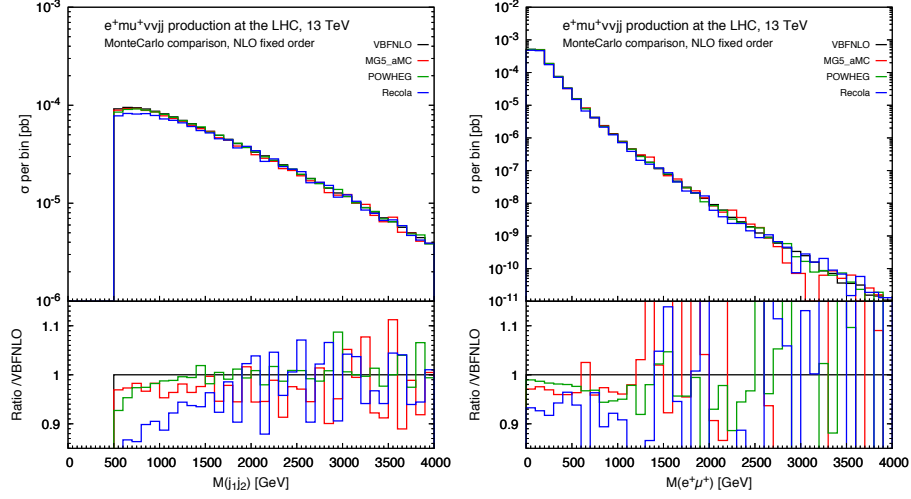 e+mu+vvjj production at the LHC, 13 TeV
MonteCarlo comparison, NLO fixed order
VBFNLO
MG5_aMC
POWHEG
Recola
σ per bin [pb]
10-3
10-4
10-5
10-6
Ratio /VBFNLO
1.1
1
0.9
0 500 1000 1500 2000 2500 3000 3500 4000
M(j1j2) [GeV]
e+mu+vvjj production at the LHC, 13 TeV
MonteCarlo comparison, NLO fixed order
VBFNLO
MG5_aMC
POWHEG
Recola
σ per bin [pb]
10-2
10-3
10-4
10-5
10-6
10-7
10-8
10-9
10-10
10-11
Ratio /VBFNLO
1.1
1
0.9
0 500 1000 1500 2000 2500 3000 3500 4000
M(e+μ+) [GeV]